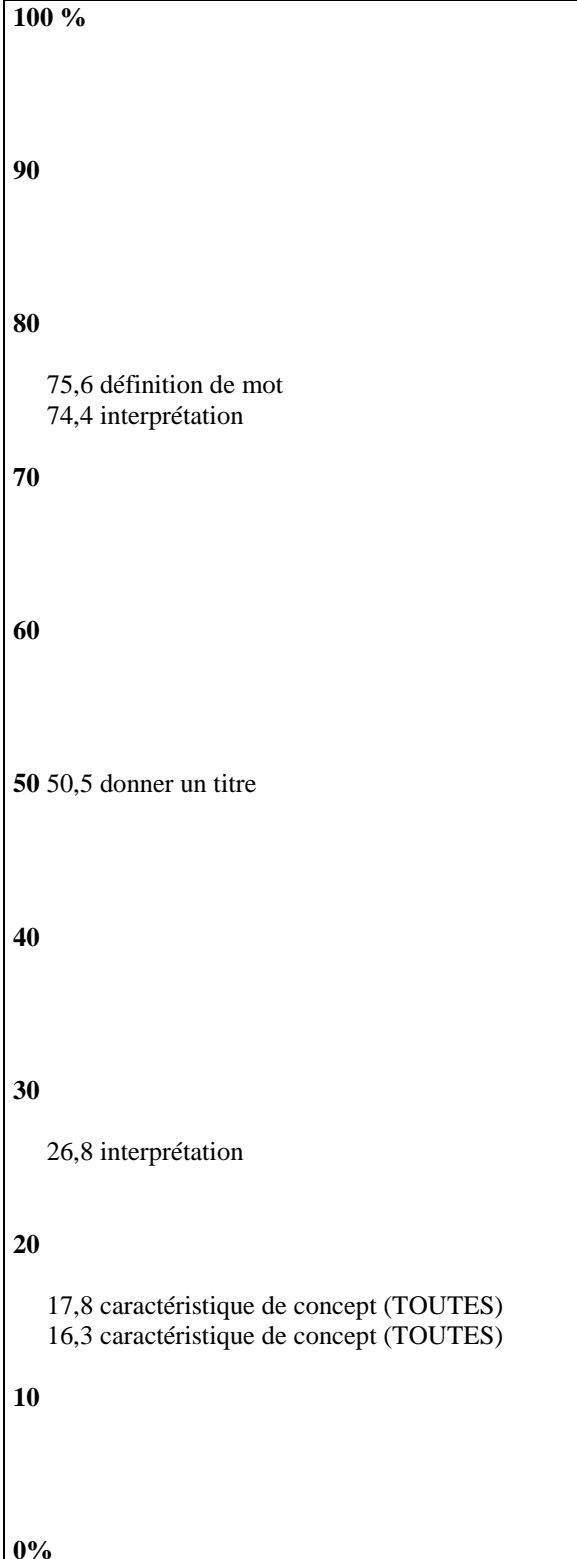 100 %
90
80
75,6 définition de mot
74,4 interprétation
70
60
50 50,5 donner un titre
40
30
26,8 interprétation
20
17,8 caractéristique de concept (TOUTES)
16,3 caractéristique de concept (TOUTES)
10
0%